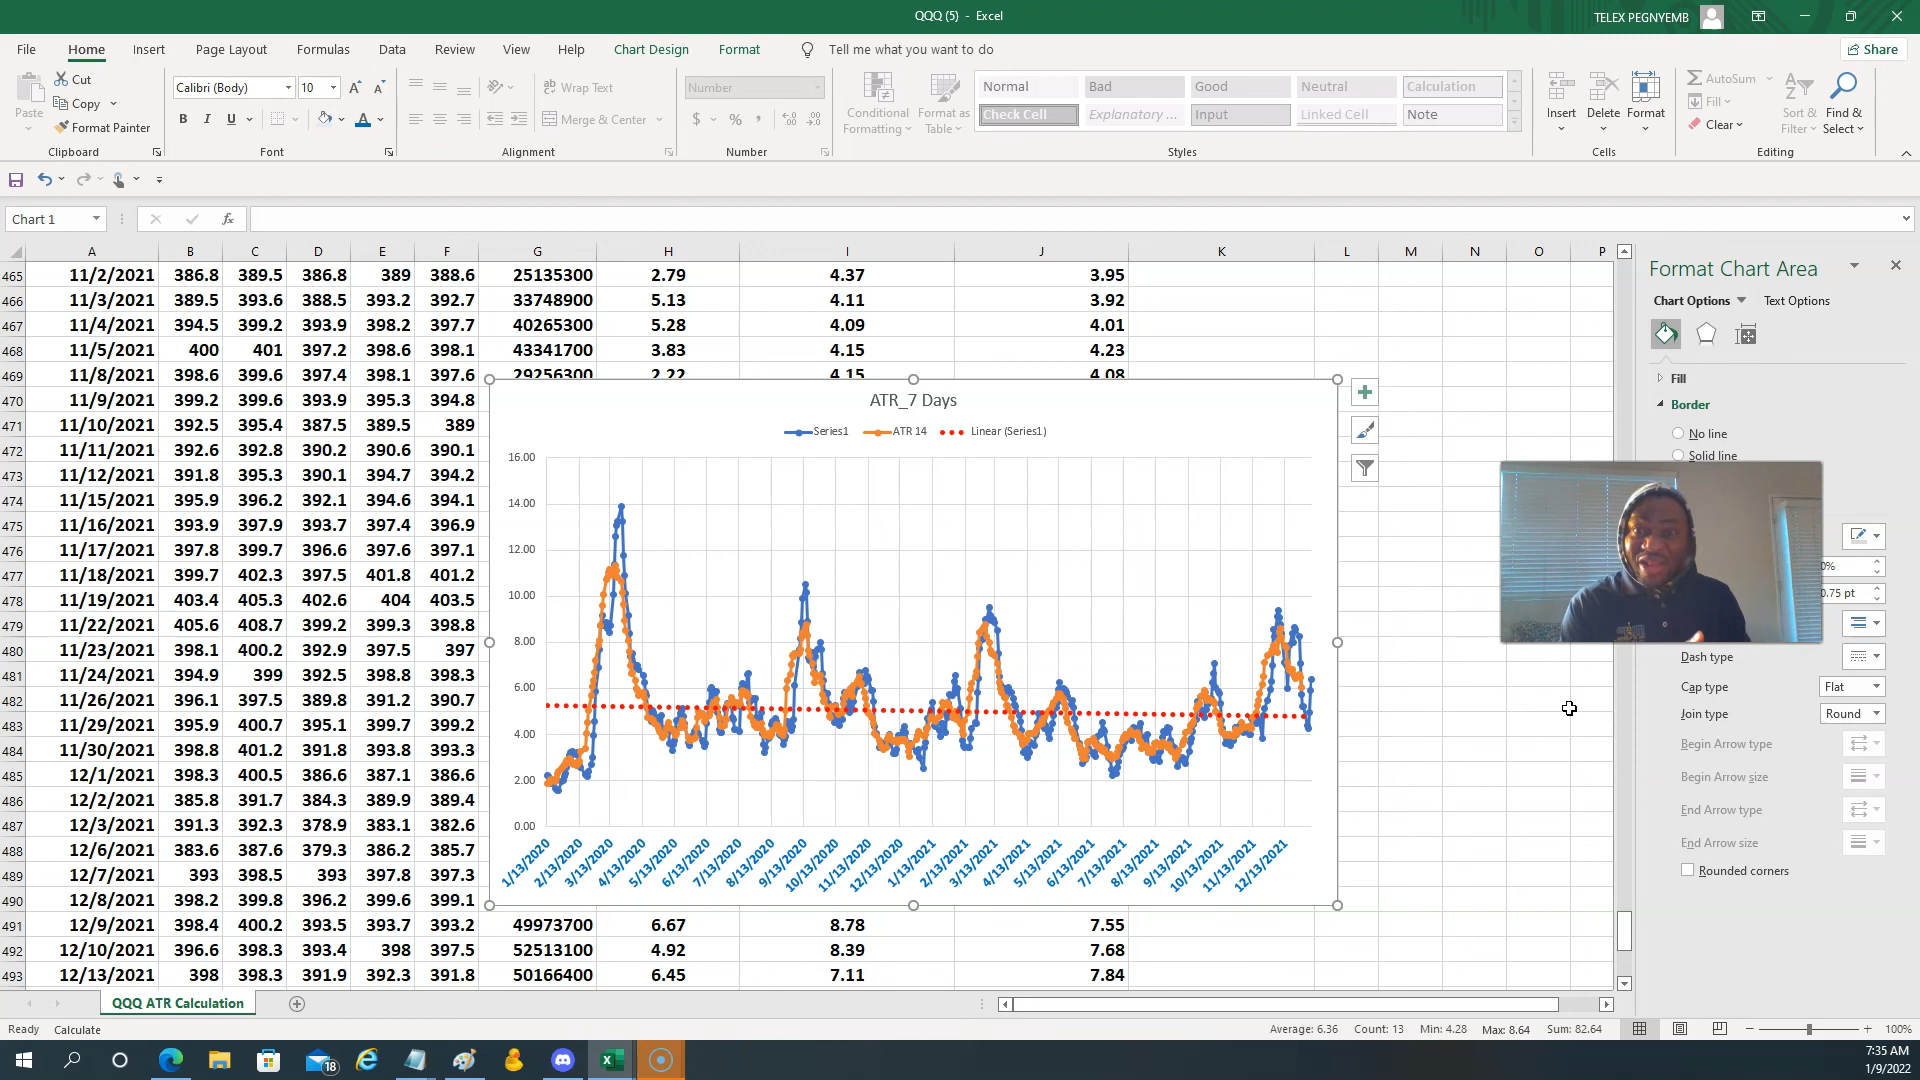 QQQ (5) - Excel
TELEX PEGNYEMB
File Home Insert Page Layout Formulas Data Review View Help Chart Design Format Tell me what you want to do Share
Paste
Cut
Copy
Format Painter
Clipboard
Calibri (Body) 10
B I U A
Font
Wrap Text
Merge & Center
Alignment
Number
$ % ,
Number
Conditional Formatting
Format as Table
Normal Bad Good Neutral Calculation
Check Cell Explanatory ... Input Linked Cell Note
Styles
Insert Delete Format
Cells
AutoSum
Fill
Clear
Sort & Filter
Find & Select
Editing
Chart 1 fx
A B C D E F G H I J K L M N O P
465 11/2/2021 386.8 389.5 386.8 389 388.6 25135300 2.79 4.37 3.95
466 11/3/2021 389.5 393.6 388.5 393.2 392.7 33748900 5.13 4.11 3.92
467 11/4/2021 394.5 399.2 393.9 398.2 397.7 40265300 5.28 4.09 4.01
468 11/5/2021 400 401 397.2 398.6 398.1 43341700 3.83 4.15 4.23
469 11/8/2021 398.6 399.6 397.4 398.1 397.6 29256300 2.22 4.15 4.08
470 11/9/2021 399.2 399.6 393.9 395.3 394.8
471 11/10/2021 392.5 395.4 387.5 389.5 389
472 11/11/2021 392.6 392.8 390.2 390.6 390.1
473 11/12/2021 391.8 395.3 390.1 394.7 394.2
474 11/15/2021 395.9 396.2 392.1 394.6 394.1
475 11/16/2021 393.9 397.9 393.7 397.4 396.9
476 11/17/2021 397.8 399.7 396.6 397.6 397.1
477 11/18/2021 399.7 402.3 397.5 401.8 401.2
478 11/19/2021 403.4 405.3 402.6 404 403.5
479 11/22/2021 405.6 408.7 399.2 399.3 398.8
480 11/23/2021 398.1 400.2 392.9 397.5 397
481 11/24/2021 394.9 399 392.5 398.8 398.3
482 11/26/2021 396.1 397.5 389.8 391.2 390.7
483 11/29/2021 395.9 400.7 395.1 399.7 399.2
484 11/30/2021 398.8 401.2 391.8 393.8 393.3
485 12/1/2021 398.3 400.5 386.6 387.1 386.6
486 12/2/2021 385.8 391.7 384.3 389.9 389.4
487 12/3/2021 391.3 392.3 378.9 383.1 382.6
488 12/6/2021 383.6 387.6 379.3 386.2 385.7
489 12/7/2021 393 398.5 393 397.8 397.3
490 12/8/2021 398.2 399.8 396.2 399.6 399.1
491 12/9/2021 398.4 400.2 393.5 393.7 393.2 49973700 6.67 8.78 7.55
492 12/10/2021 396.6 398.3 393.4 398 397.5 52513100 4.92 8.39 7.68
493 12/13/2021 398 398.3 391.9 392.3 391.8 50166400 6.45 7.11 7.84
ATR_7 Days
Series1 ATR 14 Linear (Series1)
16.00
14.00
12.00
10.00
8.00
6.00
4.00
2.00
0.00
1/13/2020 2/13/2020 3/13/2020 4/13/2020 5/13/2020 6/13/2020 7/13/2020 8/13/2020 9/13/2020 10/13/2020 11/13/2020 12/13/2020 1/13/2021 2/13/2021 3/13/2021 4/13/2021 5/13/2021 6/13/2021 7/13/2021 8/13/2021 9/13/2021 10/13/2021 11/13/2021 12/13/2021
Format Chart Area
Chart Options Text Options
Fill
Border
No line
Solid line
0%
0.75 pt
Dash type
Cap type Flat
Join type Round
Begin Arrow type
Begin Arrow size
End Arrow type
End Arrow size
Rounded corners
QQQ ATR Calculation
Ready Calculate Average: 6.36 Count: 13 Min: 4.28 Max: 8.64 Sum: 82.64 100%
18
7:35 AM
1/9/2022